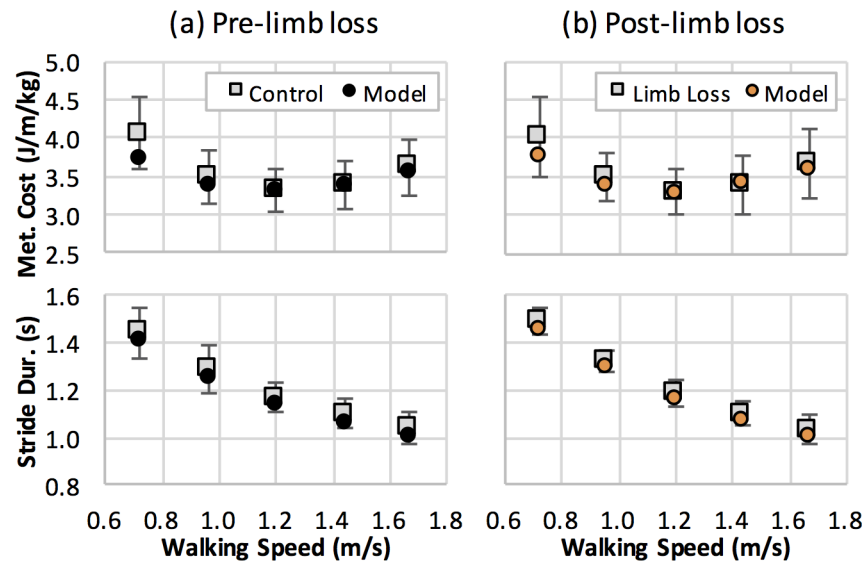 (a) Pre-limb loss
(b) Post-limb loss
Met. Cost (J/m/kg)
5.0
4.5
4.0
3.5
3.0
2.5
Control Model
Limb Loss Model
Stride Dur. (s)
1.6
1.4
1.2
1.0
0.8
0.6 0.8 1.0 1.2 1.4 1.6 1.8
Walking Speed (m/s)
0.6 0.8 1.0 1.2 1.4 1.6 1.8
Walking Speed (m/s)